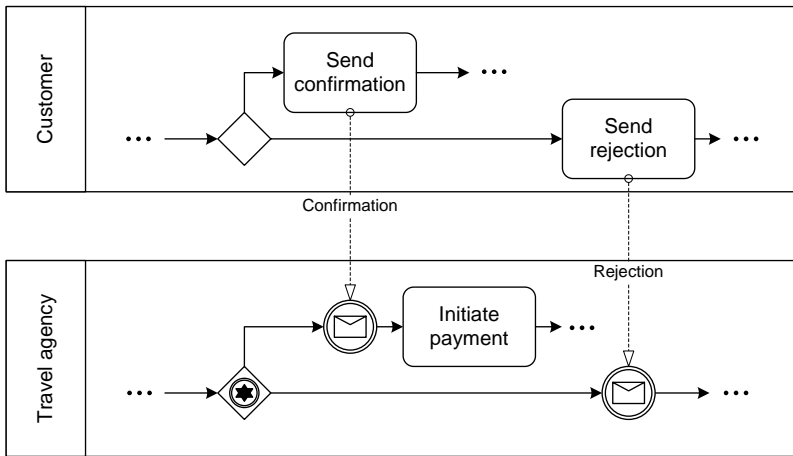 Customer
Send
confirmation
...
...
Send
rejection
...
Confirmation
Rejection
Travel agency
Initiate
payment
...
...
...